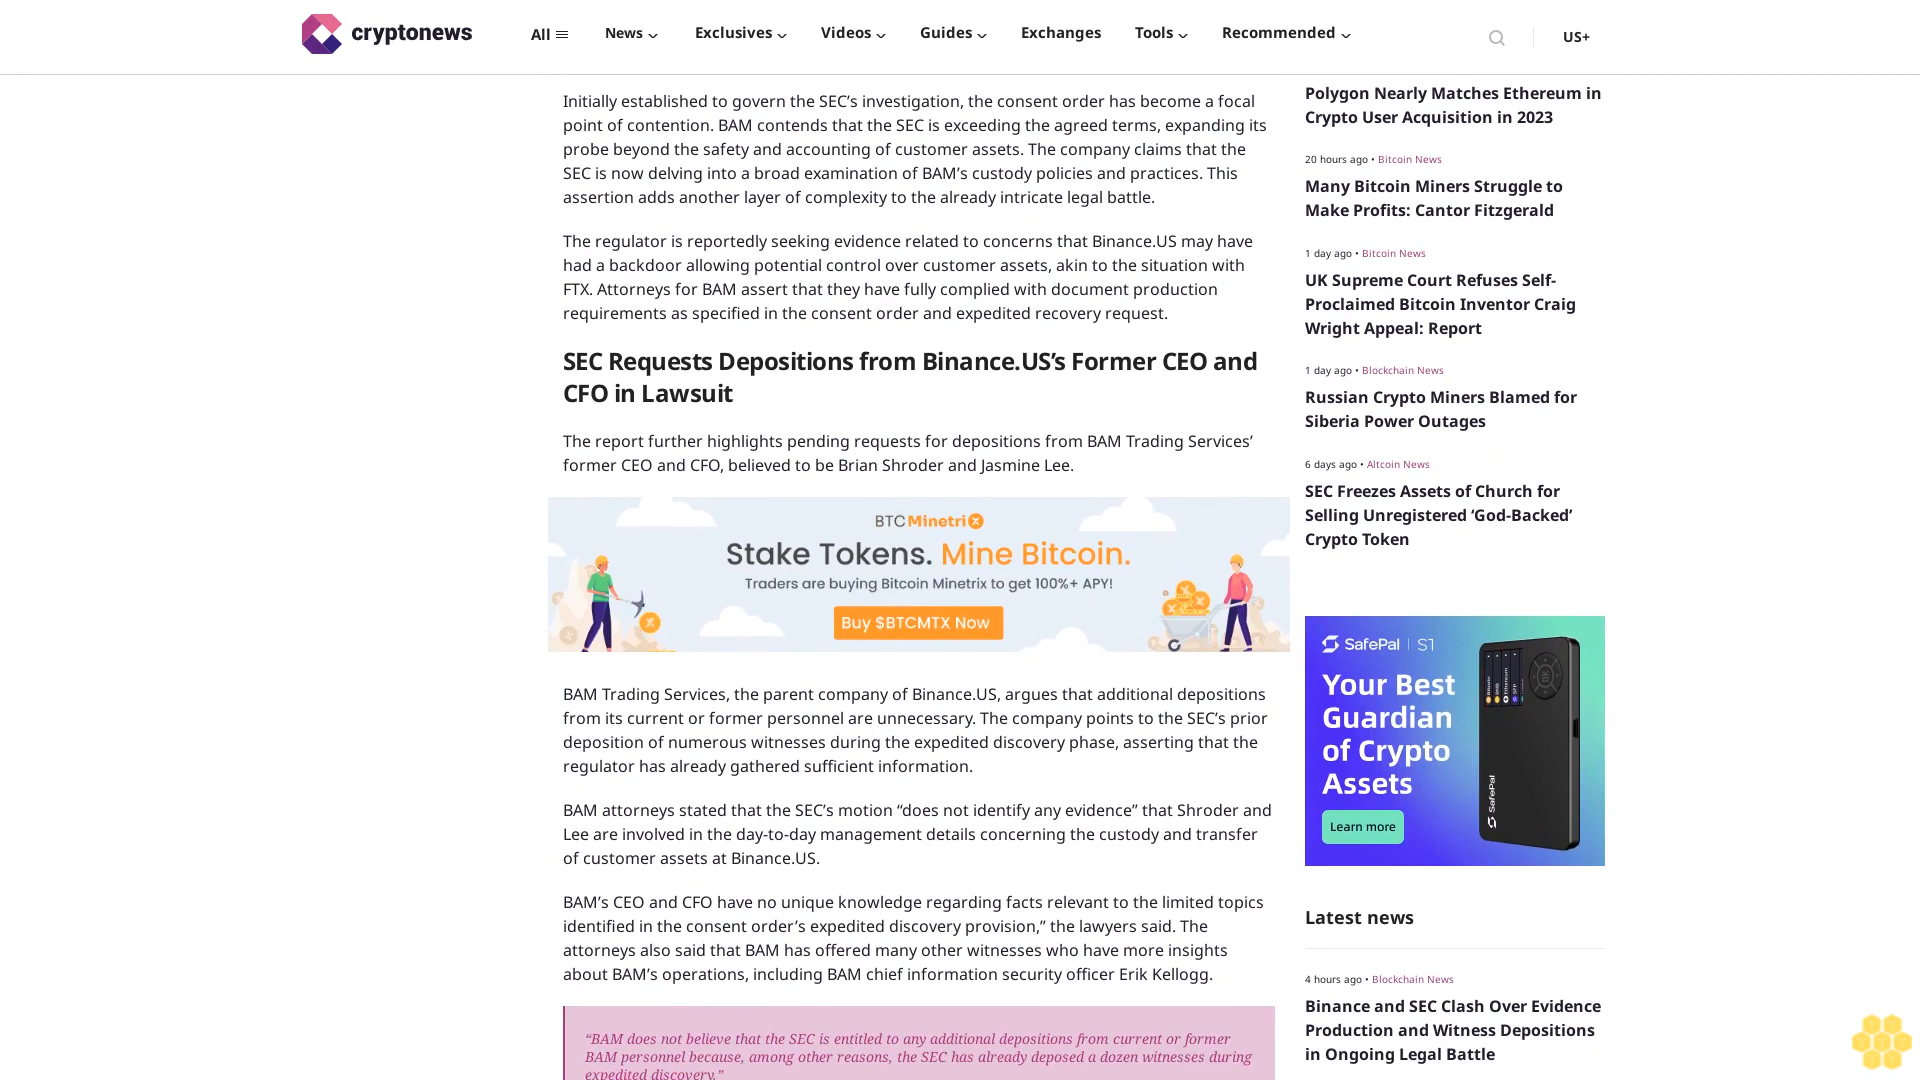 cryptonews
All
News
Exclusives
Videos
Guides
Exchanges
Tools
Recommended
US+
Initially established to govern the SEC’s investigation, the consent order has become a focal
point of contention. BAM contends that the SEC is exceeding the agreed terms, expanding its
probe beyond the safety and accounting of customer assets. The company claims that the
SEC is now delving into a broad examination of BAM’s custody policies and practices. This
assertion adds another layer of complexity to the already intricate legal battle.
The regulator is reportedly seeking evidence related to concerns that Binance.US may have
had a backdoor allowing potential control over customer assets, akin to the situation with
FTX. Attorneys for BAM assert that they have fully complied with document production
requirements as specified in the consent order and expedited recovery request.
SEC Requests Depositions from Binance.US’s Former CEO and
CFO in Lawsuit
The report further highlights pending requests for depositions from BAM Trading Services’
former CEO and CFO, believed to be Brian Shroder and Jasmine Lee.
BTC Minetrix
Stake Tokens. Mine Bitcoin.
Traders are buying Bitcoin Minetrix to get 100%+ APY!
Buy $BTCMTX Now
BAM Trading Services, the parent company of Binance.US, argues that additional depositions
from its current or former personnel are unnecessary. The company points to the SEC’s prior
deposition of numerous witnesses during the expedited discovery phase, asserting that the
regulator has already gathered sufficient information.
BAM attorneys stated that the SEC’s motion “does not identify any evidence” that Shroder and
Lee are involved in the day-to-day management details concerning the custody and transfer
of customer assets at Binance.US.
BAM’s CEO and CFO have no unique knowledge regarding facts relevant to the limited topics
identified in the consent order’s expedited discovery provision,” the lawyers said. The
attorneys also said that BAM has offered many other witnesses who have more insights
about BAM’s operations, including BAM chief information security officer Erik Kellogg.
“BAM does not believe that the SEC is entitled to any additional depositions from current or former
BAM personnel because, among other reasons, the SEC has already deposed a dozen witnesses during
expedited discovery.”
Polygon Nearly Matches Ethereum in
Crypto User Acquisition in 2023
20 hours ago • Bitcoin News
Many Bitcoin Miners Struggle to
Make Profits: Cantor Fitzgerald
1 day ago • Bitcoin News
UK Supreme Court Refuses Self-
Proclaimed Bitcoin Inventor Craig
Wright Appeal: Report
1 day ago • Blockchain News
Russian Crypto Miners Blamed for
Siberia Power Outages
6 days ago • Altcoin News
SEC Freezes Assets of Church for
Selling Unregistered ‘God-Backed’
Crypto Token
SafePal | S1
Your Best
Guardian
of Crypto
Assets
Learn more
Bitcoin
BNB
Ethereum
SFP
OK
SafePal
Latest news
4 hours ago • Blockchain News
Binance and SEC Clash Over Evidence
Production and Witness Depositions
in Ongoing Legal Battle